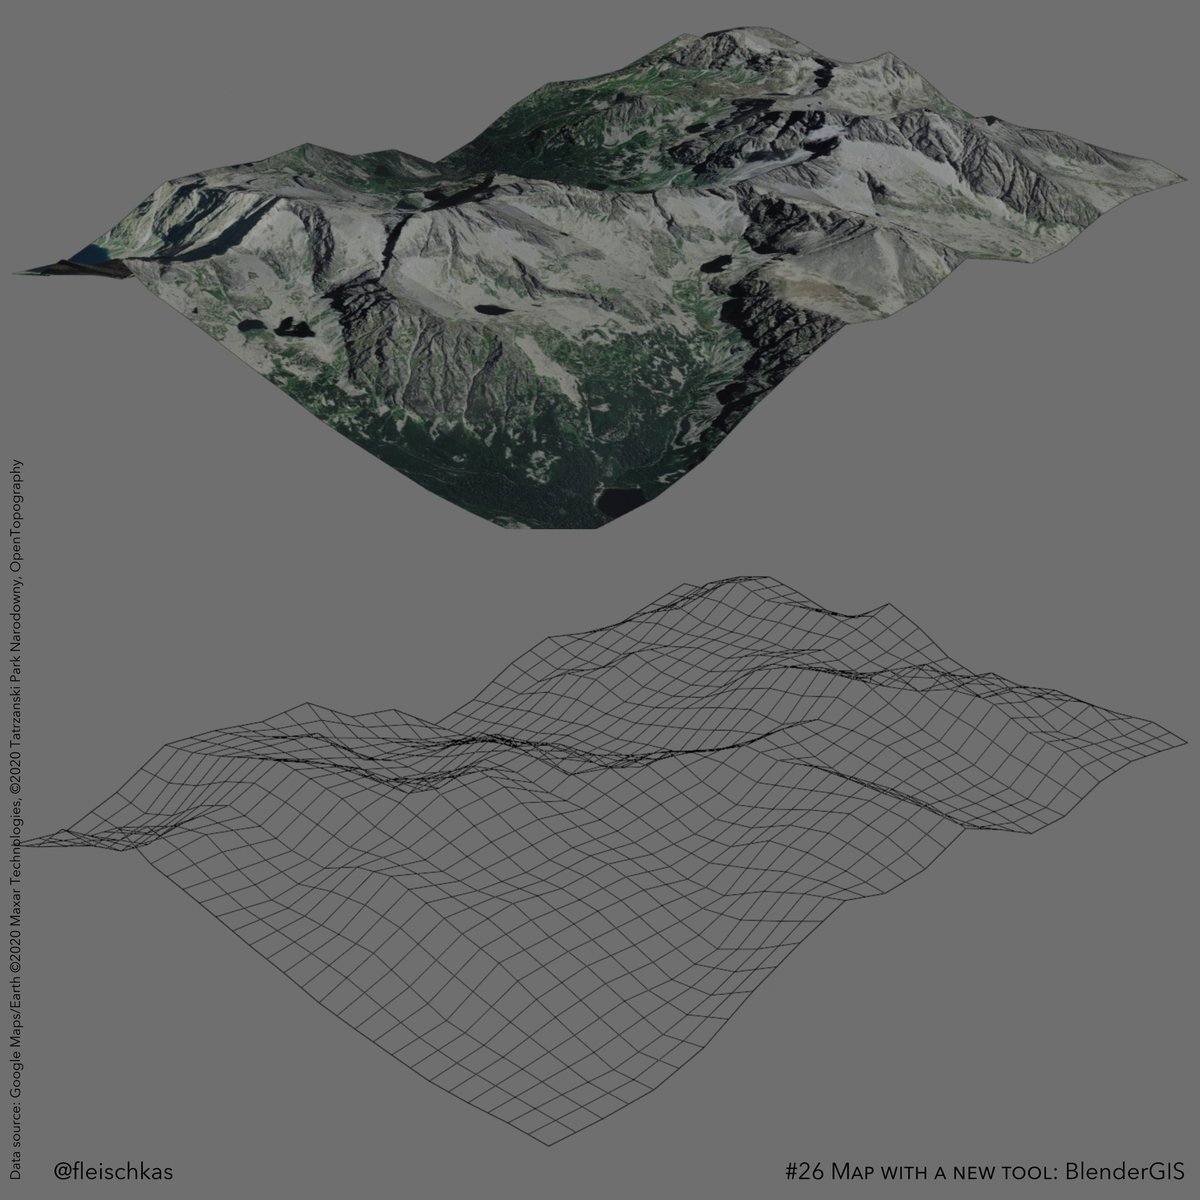 Data source: Google Maps/Earth ©2020 Maxar Technologies, ©2020 Tatrzanski Park Narodowny, OpenTopography
@fleischkas
#26 Map with a new tool: BlenderGIS